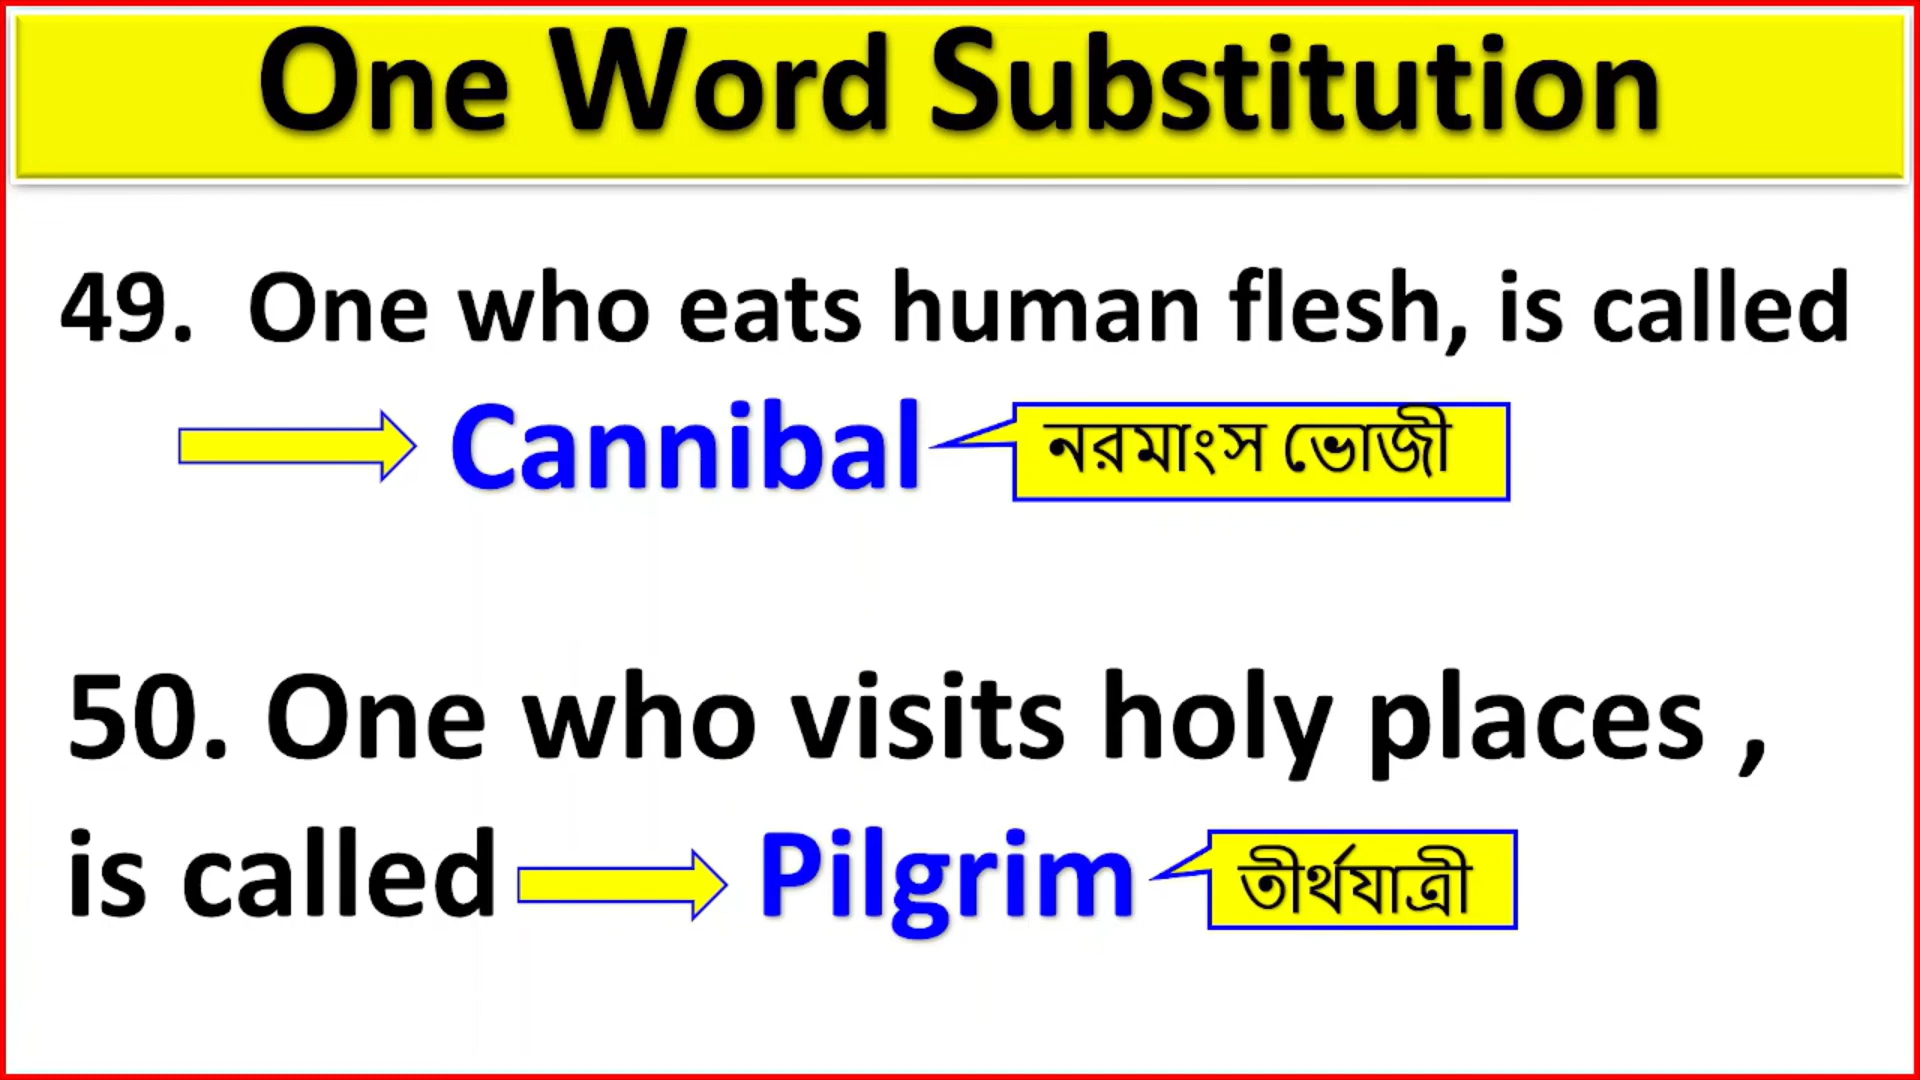 One Word Substitution
49. One who eats human flesh, is called
Cannibal নরমাংস ভোজী
50. One who visits holy places ,
is called Pilgrim তীর্থযাত্রী